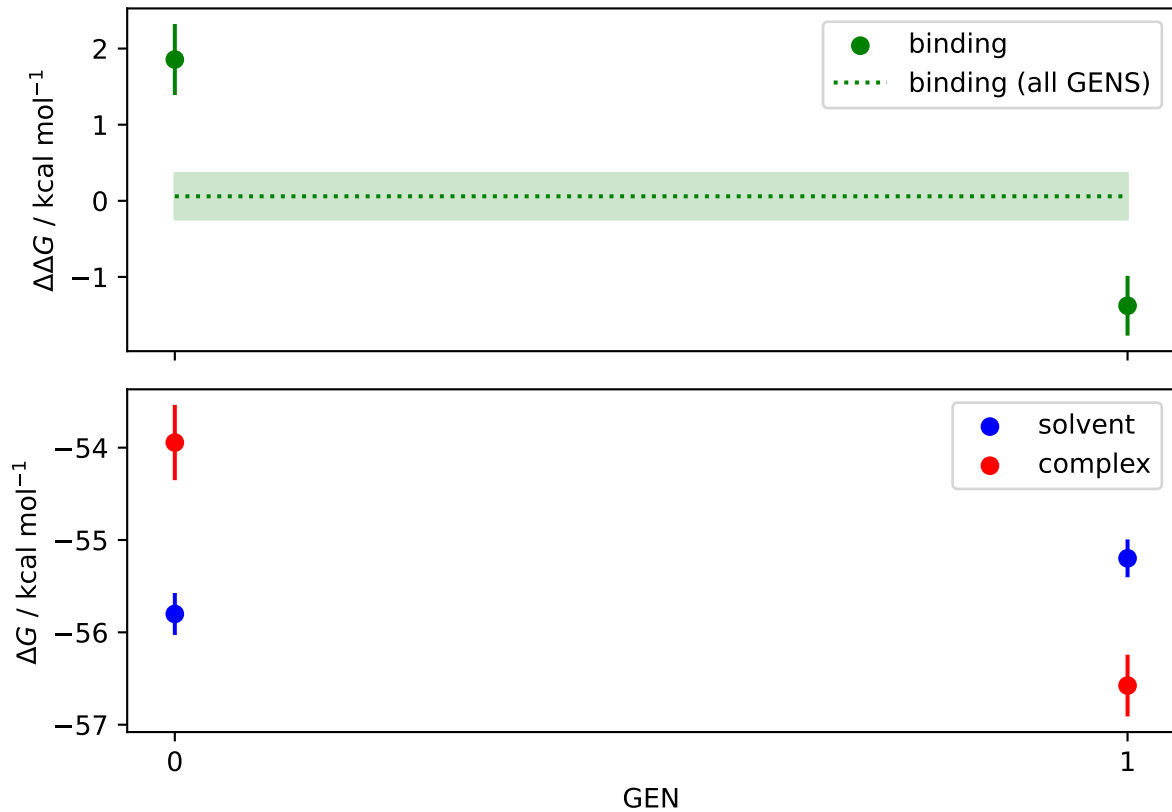 2
1
0
−1
ΔΔG / kcal mol⁻¹
binding
binding (all GENS)
−54
−55
−56
−57
ΔG / kcal mol⁻¹
solvent
complex
0
1
GEN